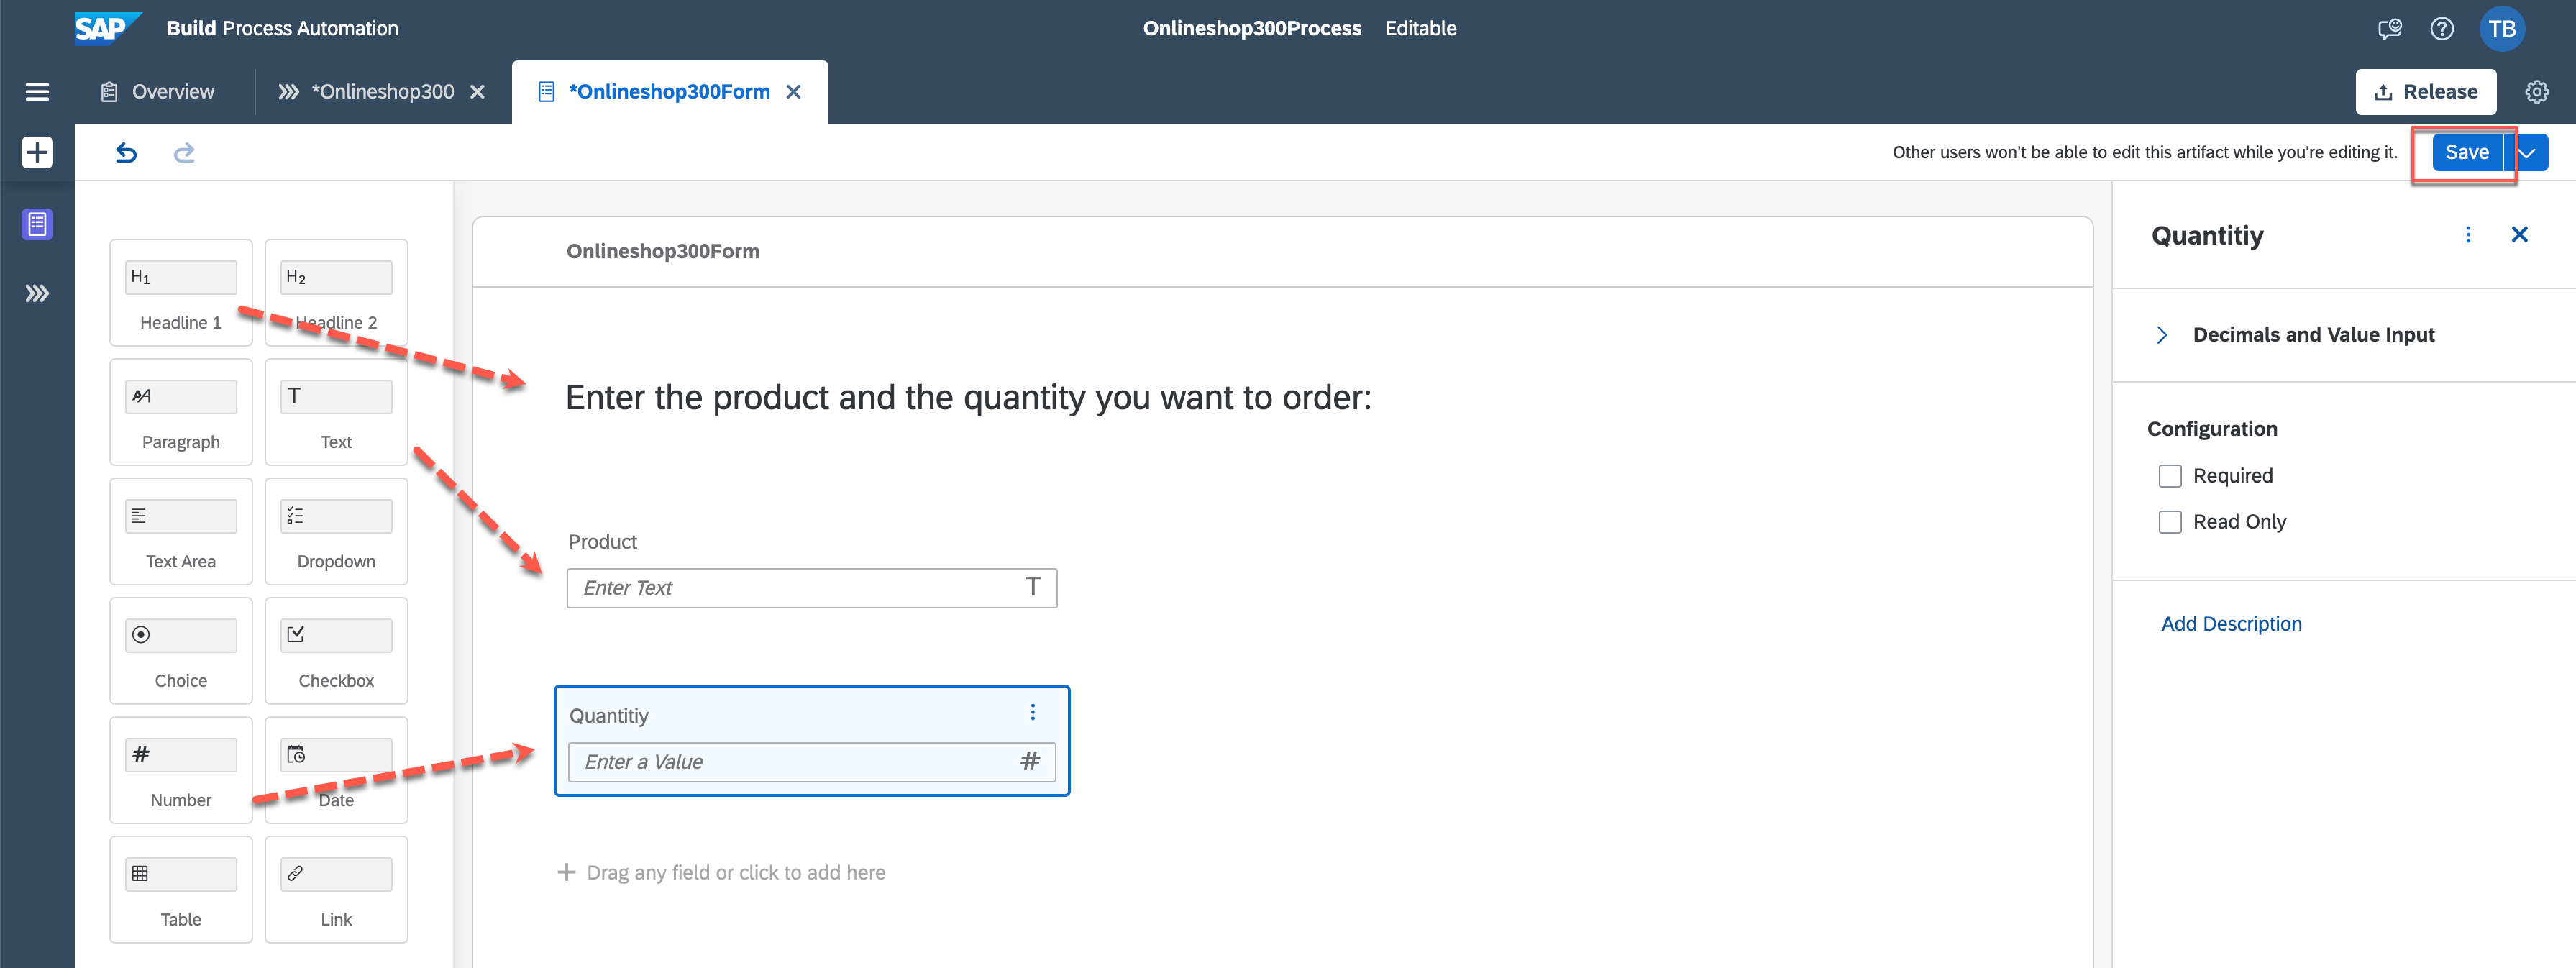 SAP Build Process Automation
Onlineshop300Process Editable
TB
Overview
*Onlineshop300
*Onlineshop300Form
Release
Other users won't be able to edit this artifact while you're editing it.
Save
H1
Headline 1
H2
Headline 2
Paragraph
T
Text
Text Area
Dropdown
Choice
Checkbox
#
Number
Date
Table
Link
Onlineshop300Form
Enter the product and the quantity you want to order:
Product
Enter Text T
Quantitiy
Enter a Value #
+ Drag any field or click to add here
Quantitiy
Decimals and Value Input
Configuration
Required
Read Only
Add Description